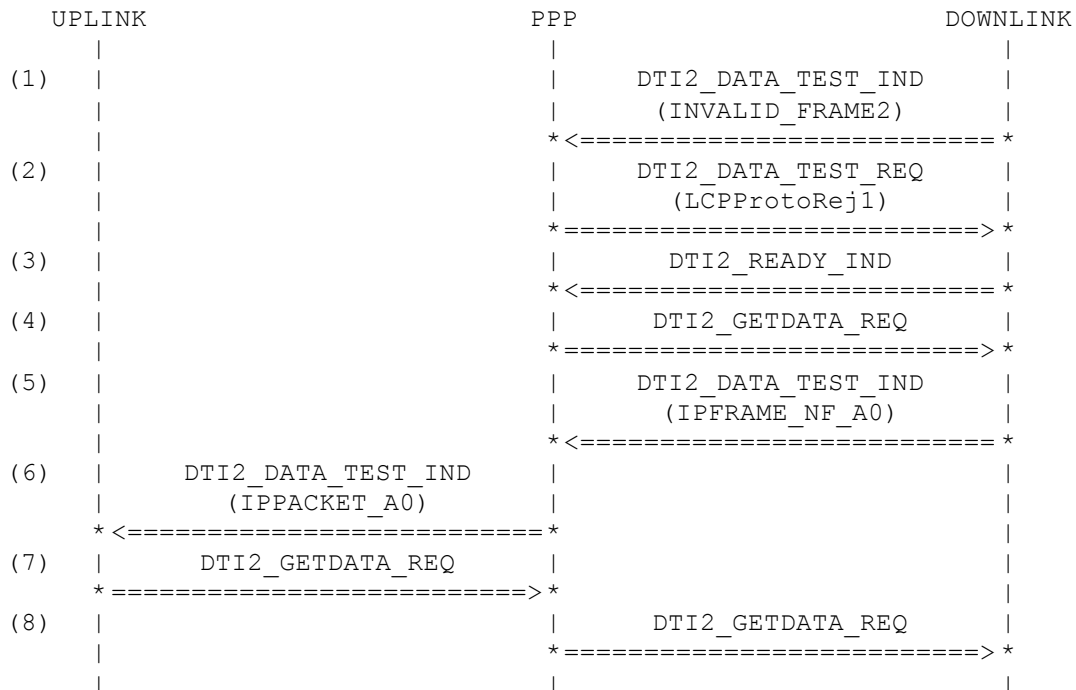 UPLINK PPP DOWNLINK
| | |
(1) | | DTI2_DATA_TEST_IND |
| | (INVALID_FRAME2) |
| *<==========================*
(2) | | DTI2_DATA_TEST_REQ |
| | (LCPProtoRej1) |
| *==========================>*
(3) | | DTI2_READY_IND |
| *<==========================*
(4) | | DTI2_GETDATA_REQ |
| *==========================>*
(5) | | DTI2_DATA_TEST_IND |
| | (IPFRAME_NF_A0) |
| *<==========================*
(6) | DTI2_DATA_TEST_IND | |
| (IPPACKET_A0) | |
*<==========================* |
(7) | DTI2_GETDATA_REQ | |
*==========================>* |
(8) | | DTI2_GETDATA_REQ |
| *==========================>*
| | |